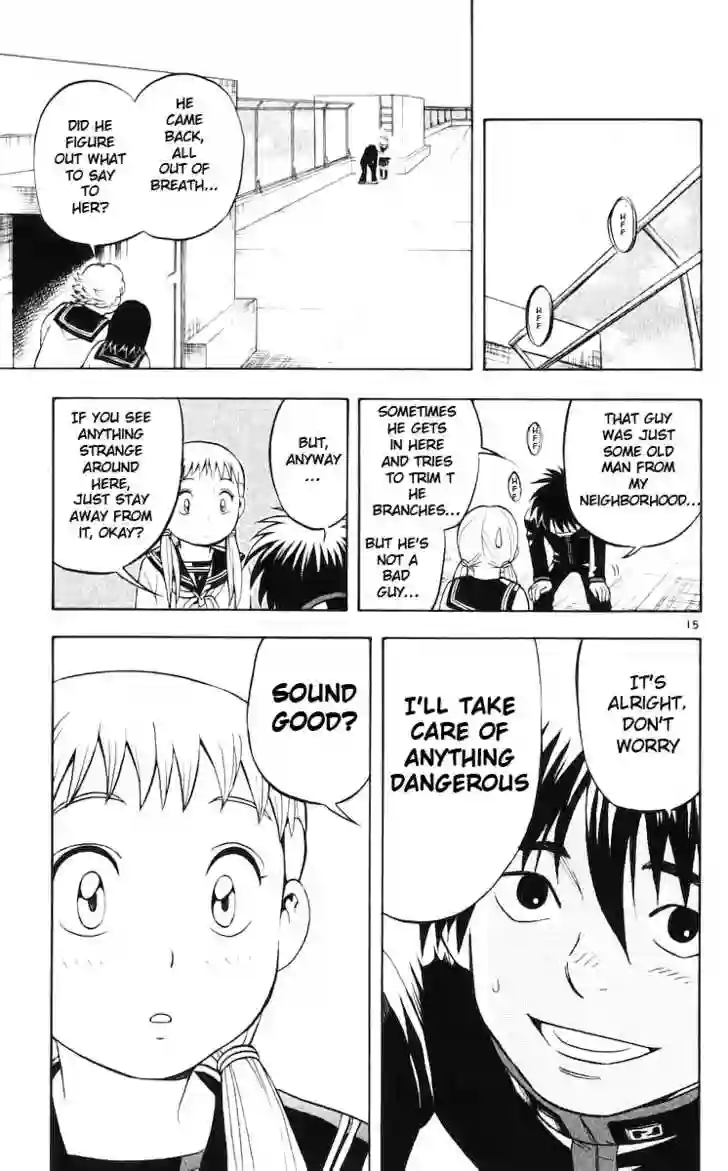 HFF
HFF
HE
CAME
BACK,
ALL
OUT OF
BREATH...
DID HE
FIGURE
OUT WHAT
TO SAY
TO
HER?
THAT GUY
WAS JUST
SOME OLD
MAN FROM
MY
NEIGHBORHOOD...
HFF
HFF
SOMETIMES
HE GETS
IN HERE
AND TRIES
TO TRIM T
HE
BRANCHES...
BUT HE'S
NOT A
BAD
GUY...
BUT,
ANYWAY
...
IF YOU SEE
ANYTHING
STRANGE
AROUND
HERE,
JUST STAY
AWAY FROM
IT, OKAY?
15
IT'S
ALRIGHT.
DON'T
WORRY
I'LL TAKE
CARE OF
ANYTHING
DANGEROUS
SOUND
GOOD?